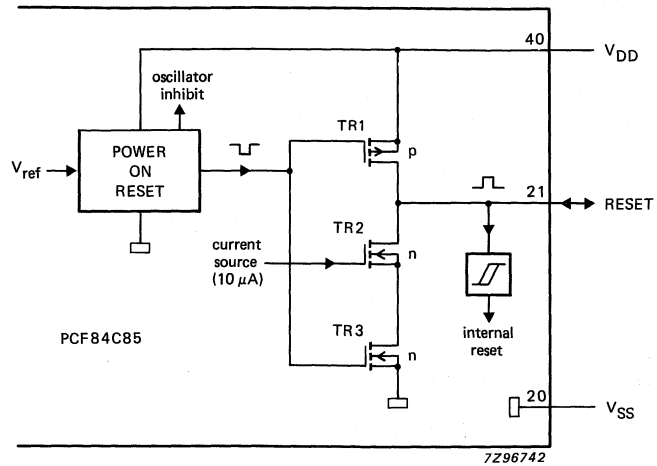 40
V_DD
oscillator
inhibit
TR1
p
POWER
ON
RESET
V_ref
21
RESET
TR2
n
current
source
(10 μA)
TR3
n
internal
reset
PCF84C85
20
V_SS
7Z96742